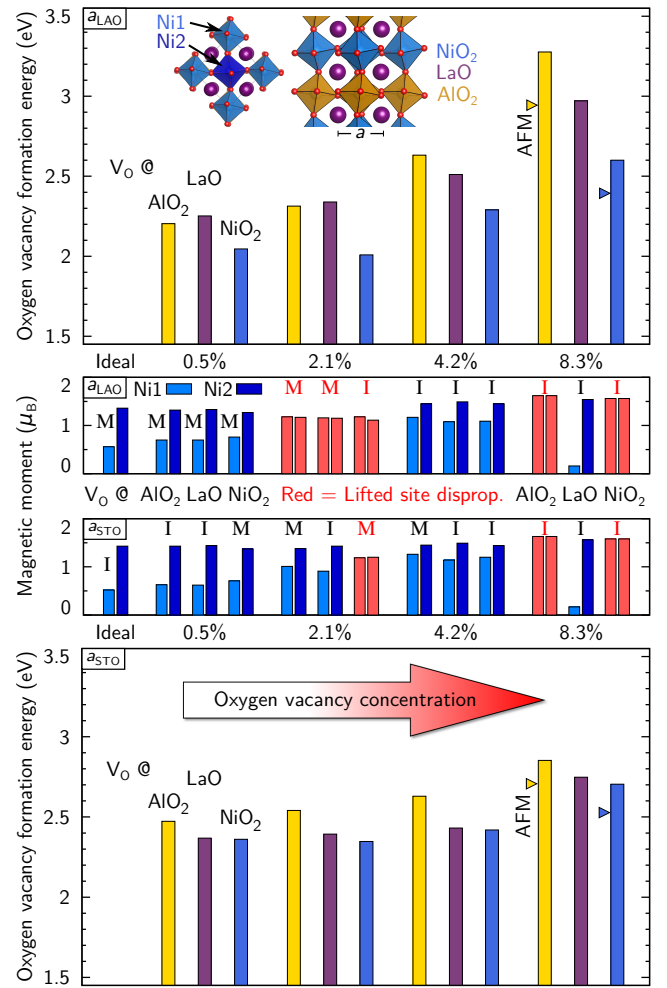 a_LAO
Ni1
Ni2
NiO₂
LaO
AlO₂
a
Oxygen vacancy formation energy (eV)
3.5
3
2.5
2
1.5
V_O @
AlO₂
LaO
NiO₂
AFM
Ideal 0.5% 2.1% 4.2% 8.3%
Magnetic moment (μ_B)
a_LAO
Ni1 Ni2
2
1
0
M M M M M M I I I I I I I
V_O @ AlO₂ LaO NiO₂ Red = Lifted site disprop. AlO₂ LaO NiO₂
a_STO
2
1
0
I I I M M I M M I I I I I
Ideal 0.5% 2.1% 4.2% 8.3%
Oxygen vacancy formation energy (eV)
a_STO
3.5
3
2.5
2
1.5
Oxygen vacancy concentration
V_O @
AlO₂
LaO
NiO₂
AFM